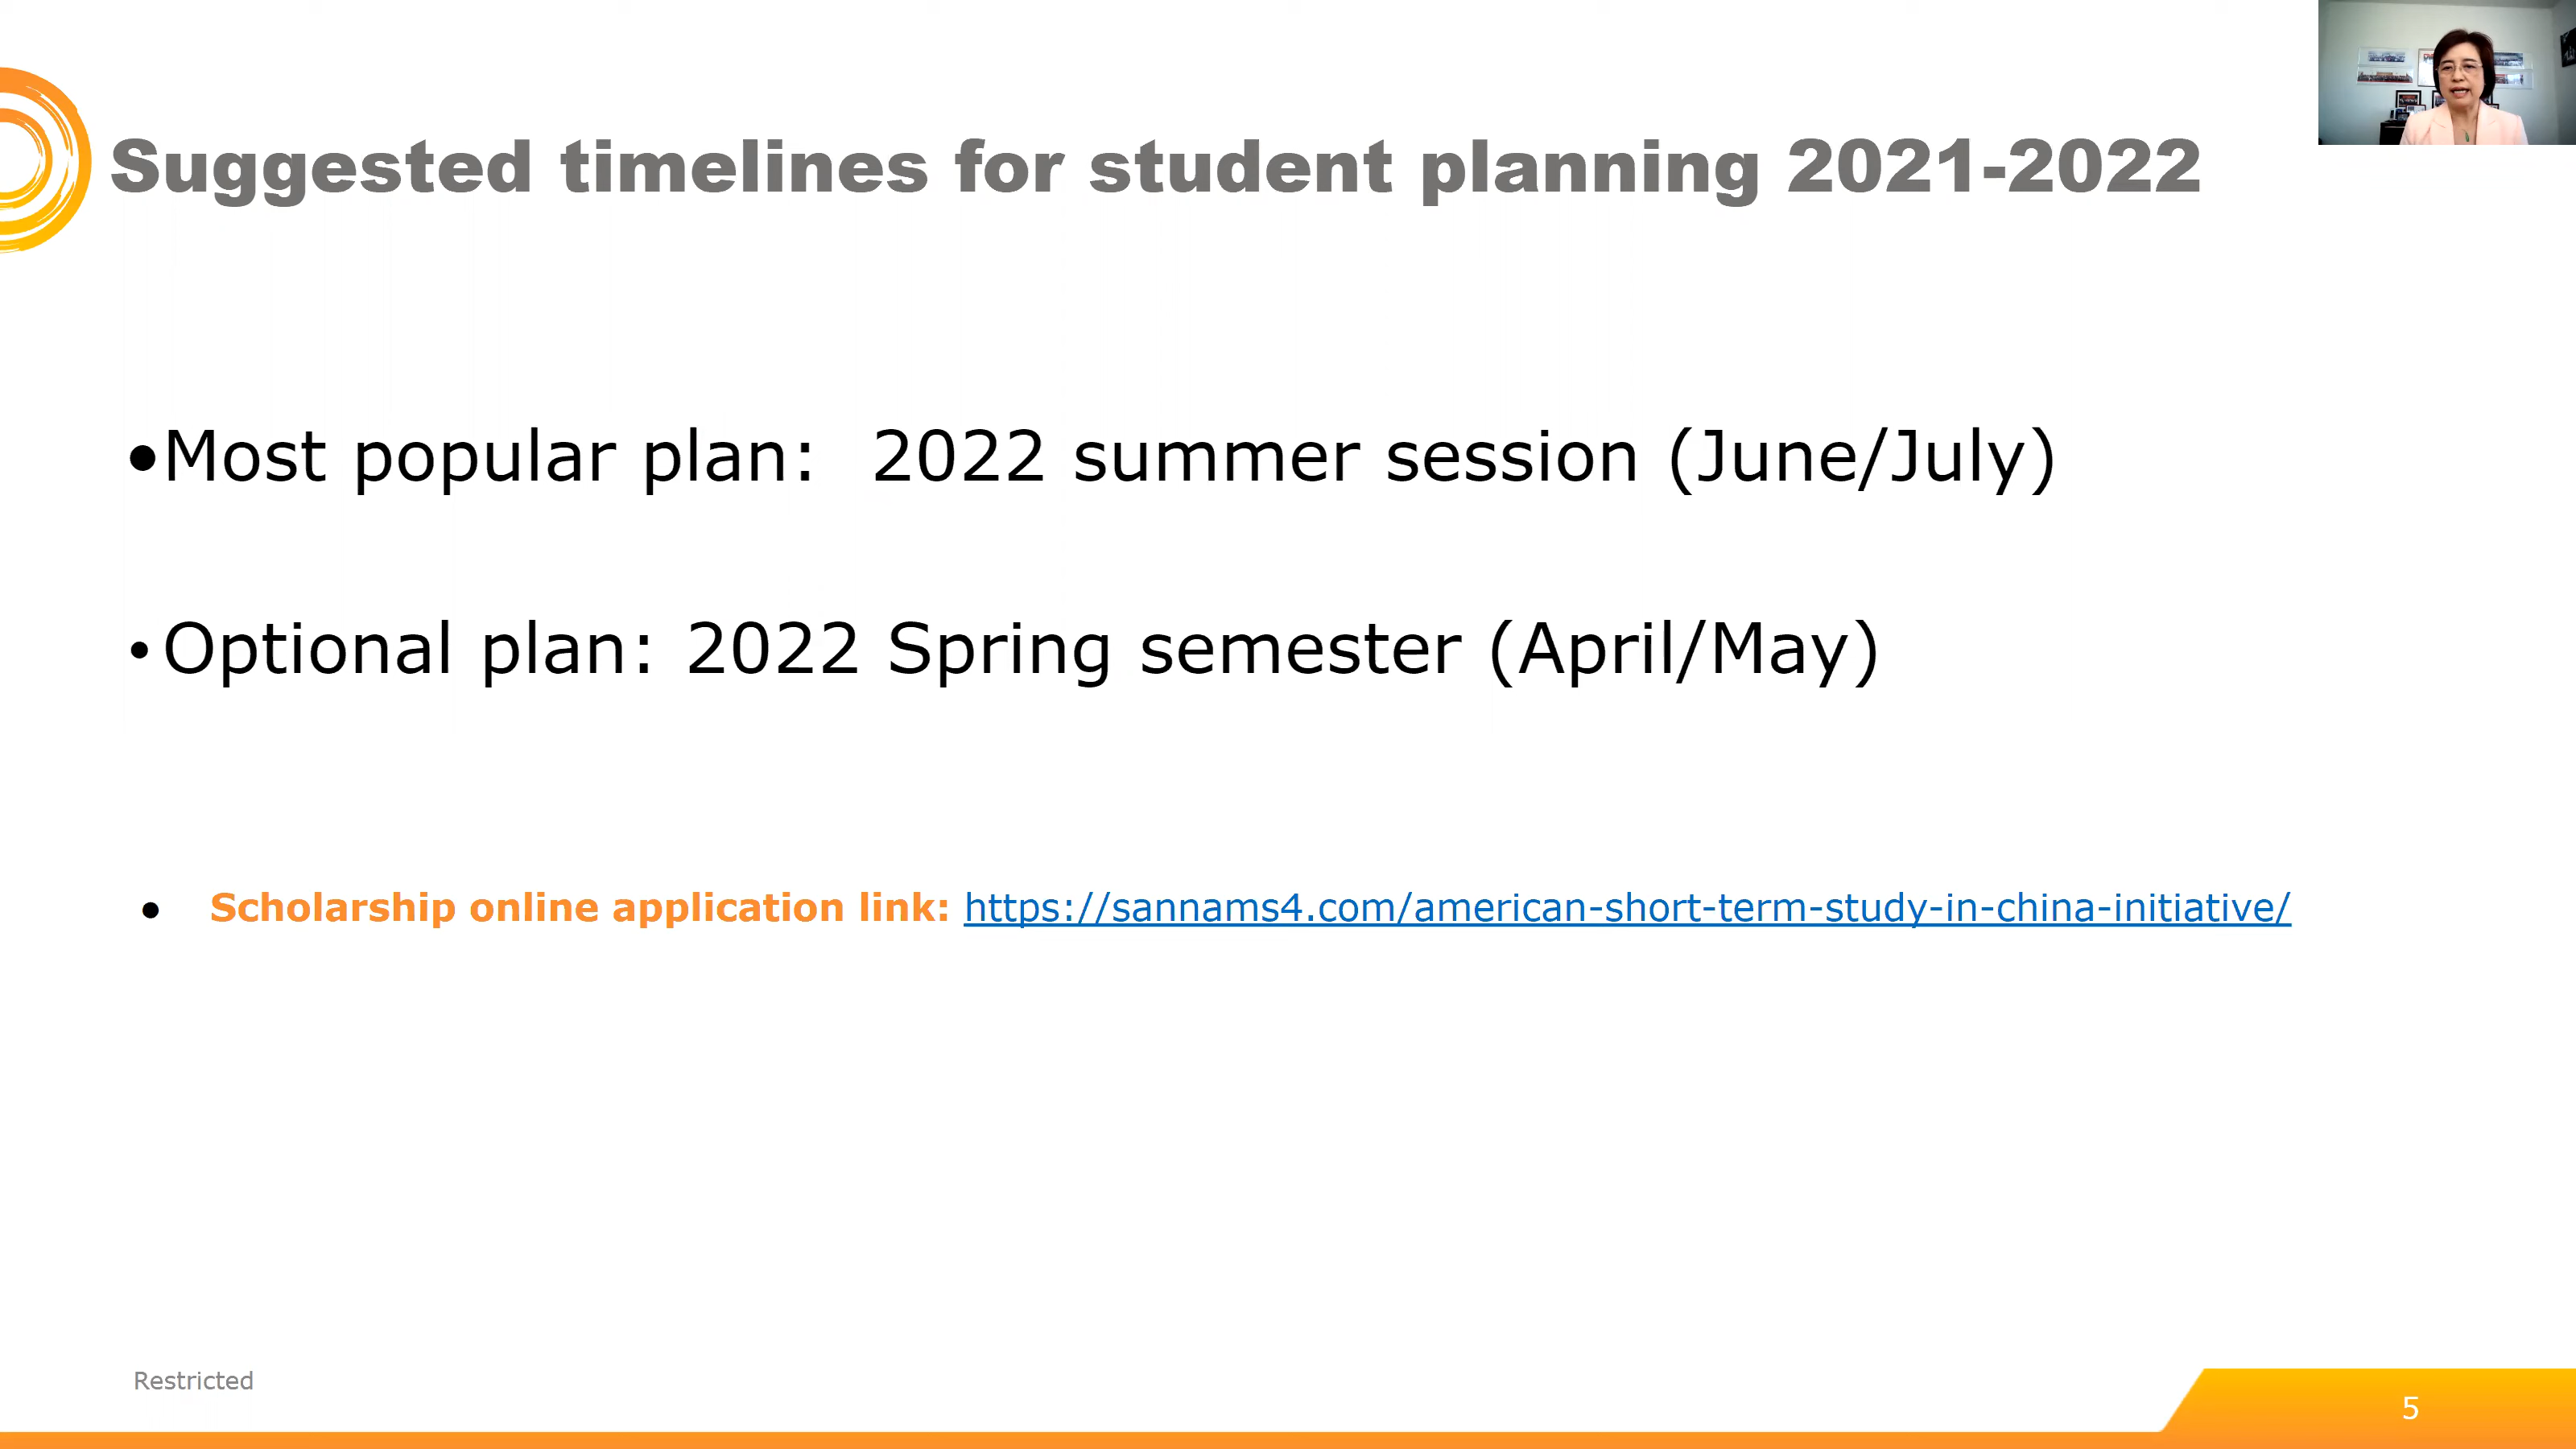 Suggested timelines for student planning 2021-2022
•Most popular plan:  2022 summer session (June/July)
• Optional plan: 2022 Spring semester (April/May)
• Scholarship online application link: https://sannams4.com/american-short-term-study-in-china-initiative/
Restricted
5